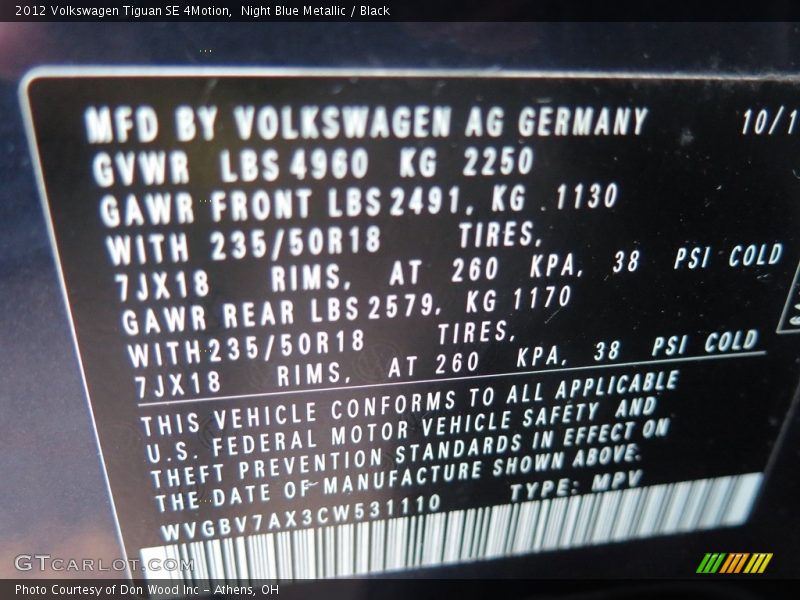 2012 Volkswagen Tiguan SE 4Motion,  Night Blue Metallic / Black
MFD BY VOLKSWAGEN AG GERMANY 10/1
GVWR LBS 4960 KG 2250
GAWR FRONT LBS 2491, KG 1130
WITH 235/50R18 TIRES,
7JX18 RIMS, AT 260 KPA, 38 PSI COLD
GAWR REAR LBS 2579, KG 1170
WITH 235/50R18 TIRES,
7JX18 RIMS, AT 260 KPA, 38 PSI COLD
THIS VEHICLE CONFORMS TO ALL APPLICABLE
U.S. FEDERAL MOTOR VEHICLE SAFETY AND
THEFT PREVENTION STANDARDS IN EFFECT ON
THE DATE OF MANUFACTURE SHOWN ABOVE.
WVGBV7AX3CW531110 TYPE: MPV
GTCARLOT.COM
Photo Courtesy of Don Wood Inc - Athens, OH